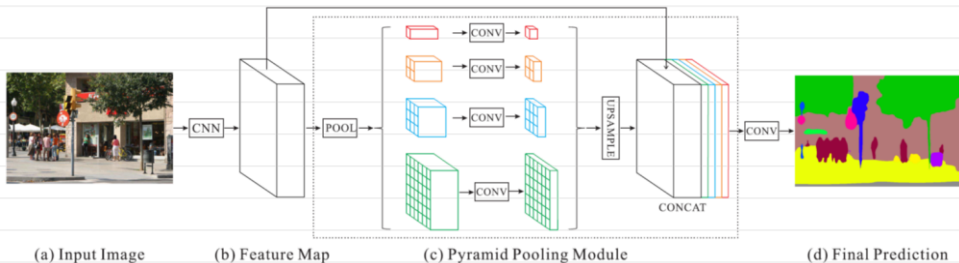 CNN
POOL
CONV
CONV
CONV
CONV
UPSAMPLE
CONCAT
CONV
(a) Input Image
(b) Feature Map
(c) Pyramid Pooling Module
(d) Final Prediction